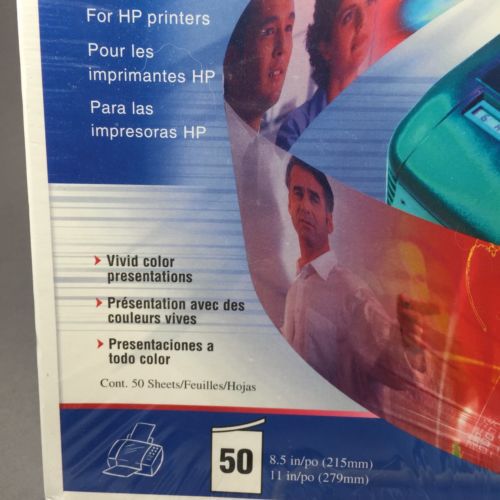 For HP printers
Pour les
imprimantes HP
Para las
impresoras HP
Vivid color
presentations
Présentation avec des
couleurs vives
Presentaciones a
todo color
Cont. 50 Sheets/Feuilles/Hojas
50
8.5 in/po (215mm)
11 in/po (279mm)